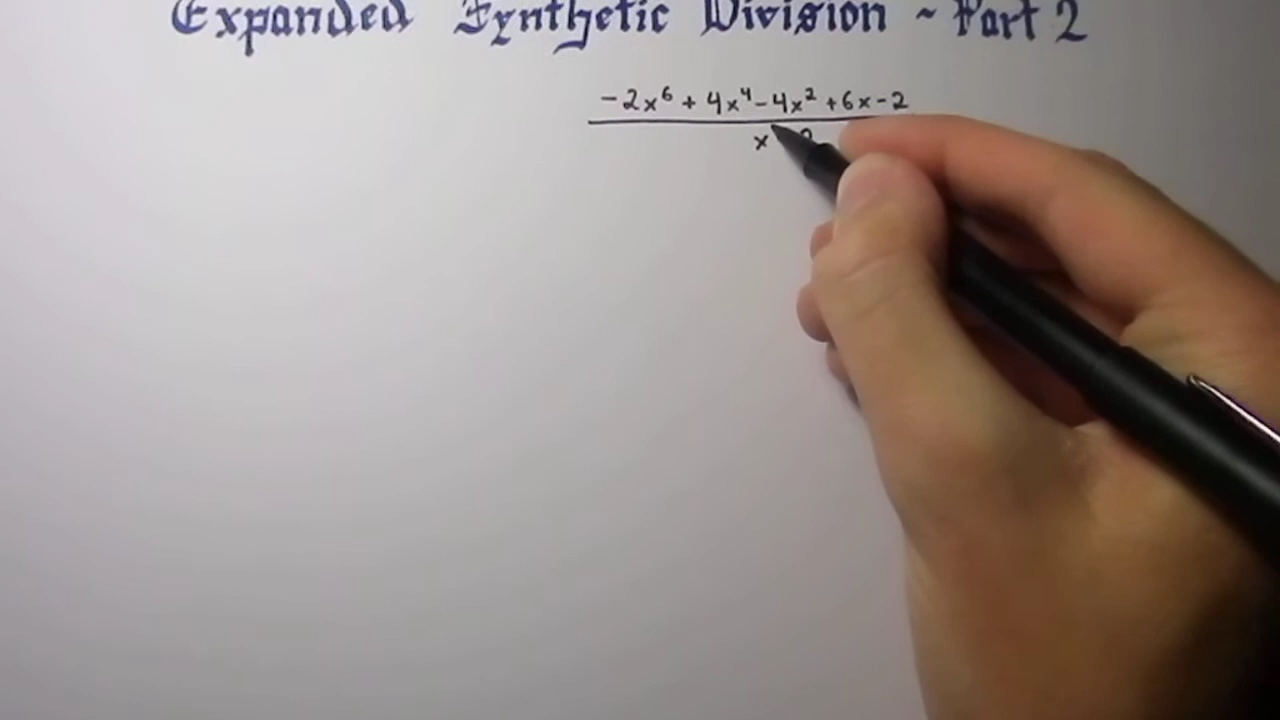 Expanded Synthetic Division ~ Part 2
-2x⁶ + 4x⁴ - 4x² + 6x - 2
x